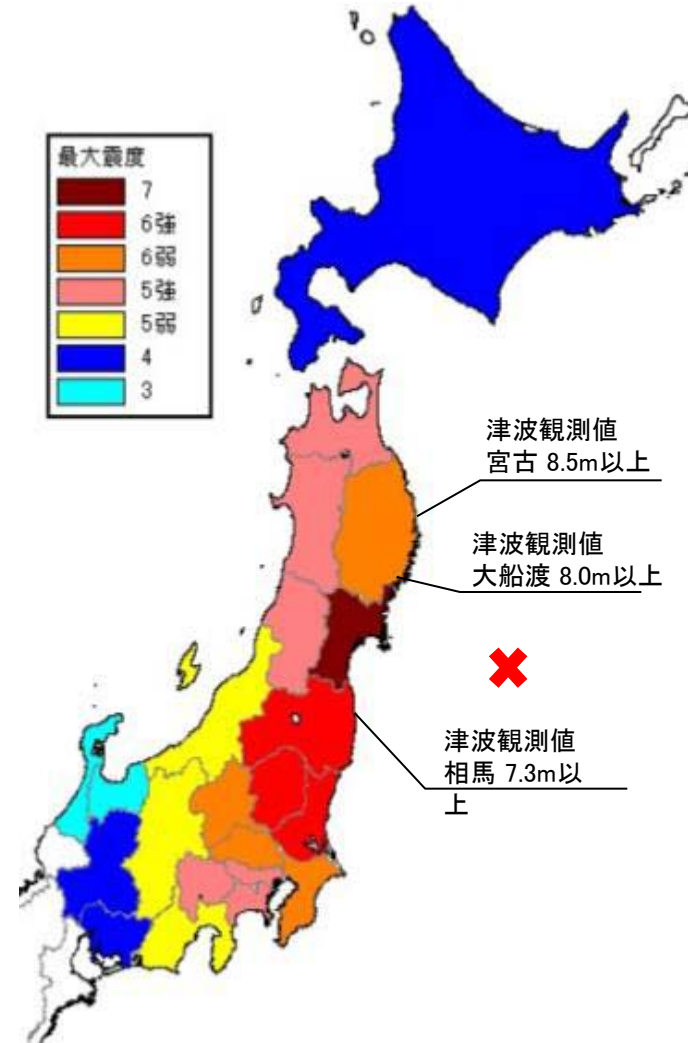 最大震度
7
6強
6弱
5強
5弱
4
3
津波観測値
宮古 8.5m以上
津波観測値
大船渡 8.0m以上
津波観測値
相馬 7.3m以
上